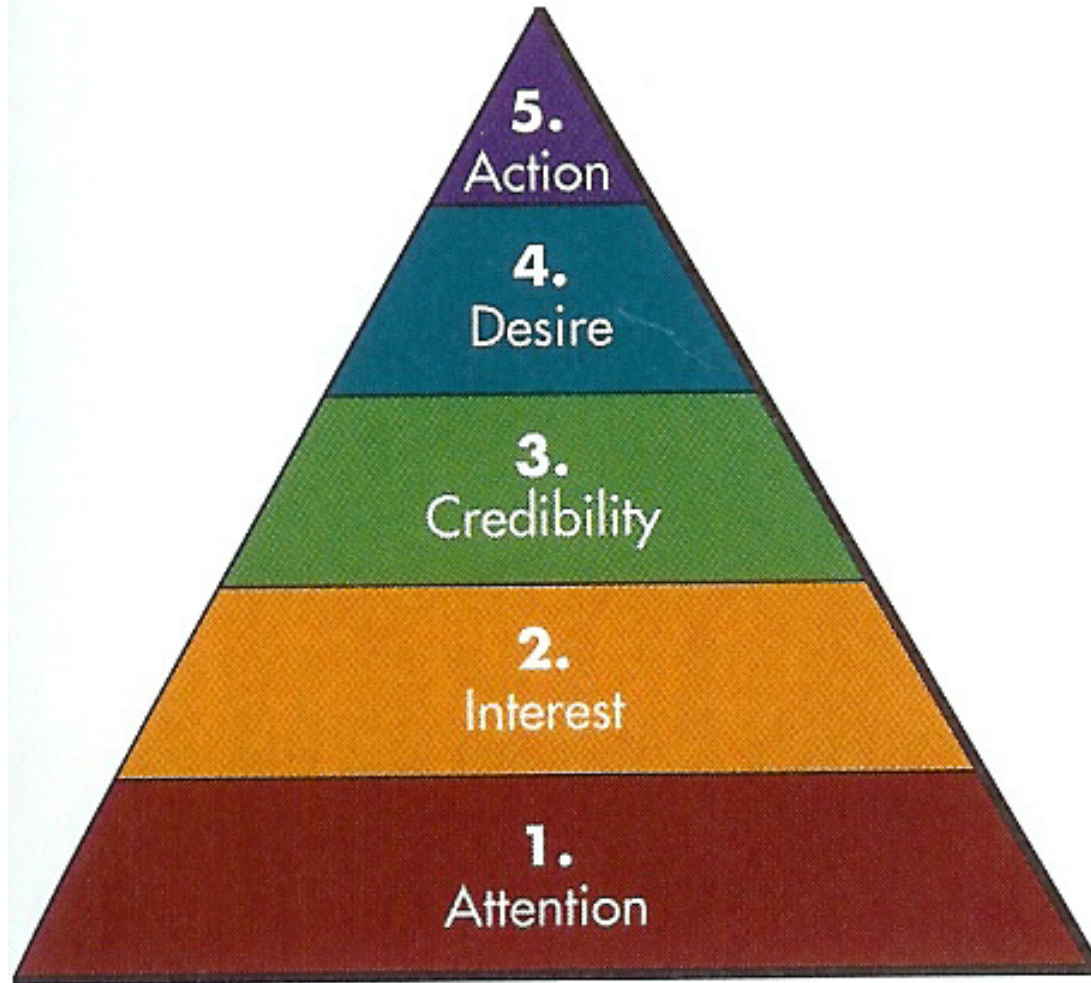 5.
Action
4.
Desire
3.
Credibility
2.
Interest
1.
Attention